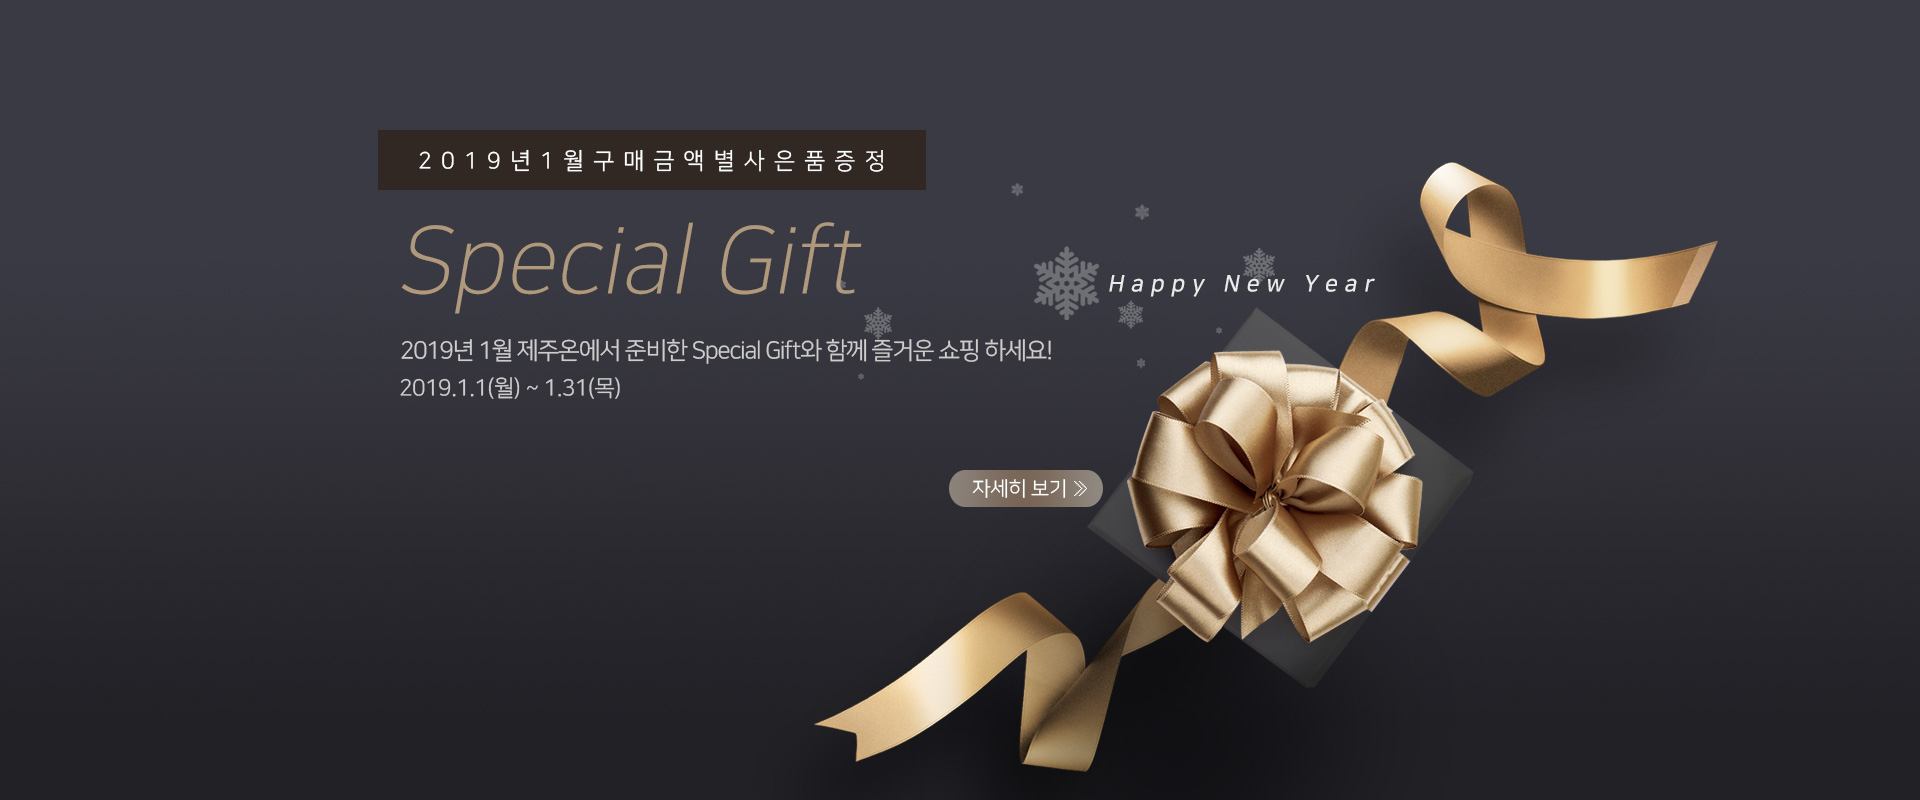 2019년1월구매금액별사은품증정
Special Gift
Happy New Year
2019년 1월 제주온에서 준비한 Special Gift와 함께 즐거운 쇼핑 하세요!
2019.1.1(월) ~ 1.31(목)
자세히 보기 》